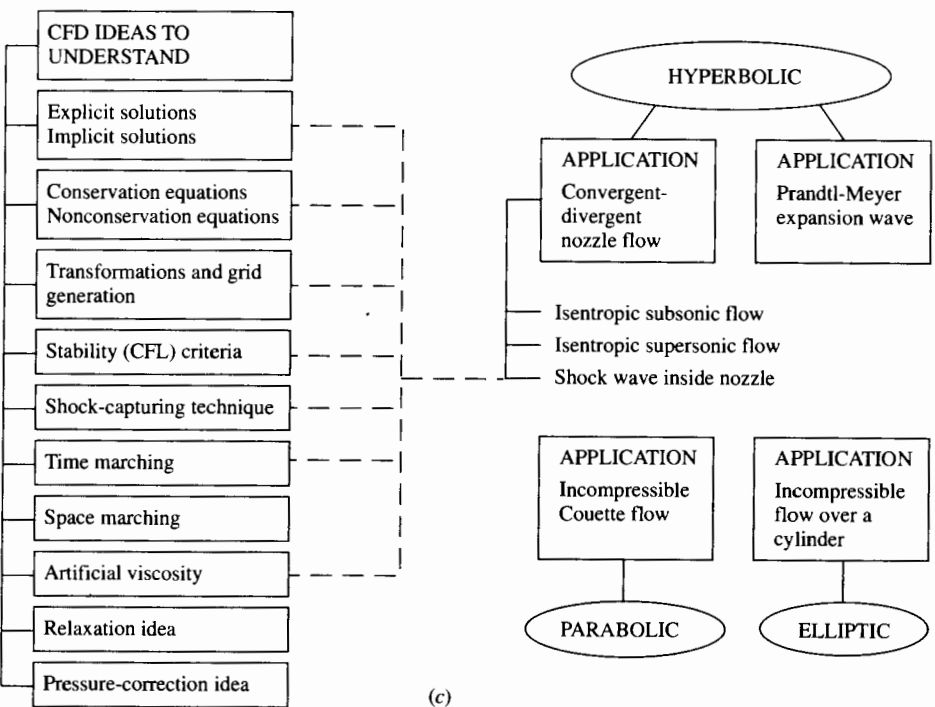 CFD IDEAS TO
UNDERSTAND
Explicit solutions
Implicit solutions
Conservation equations
Nonconservation equations
Transformations and grid
generation
Stability (CFL) criteria
Shock-capturing technique
Time marching
Space marching
Artificial viscosity
Relaxation idea
Pressure-correction idea
HYPERBOLIC
APPLICATION
Convergent-
divergent
nozzle flow
APPLICATION
Prandtl-Meyer
expansion wave
Isentropic subsonic flow
Isentropic supersonic flow
Shock wave inside nozzle
APPLICATION
Incompressible
Couette flow
APPLICATION
Incompressible
flow over a
cylinder
PARABOLIC
ELLIPTIC
(c)